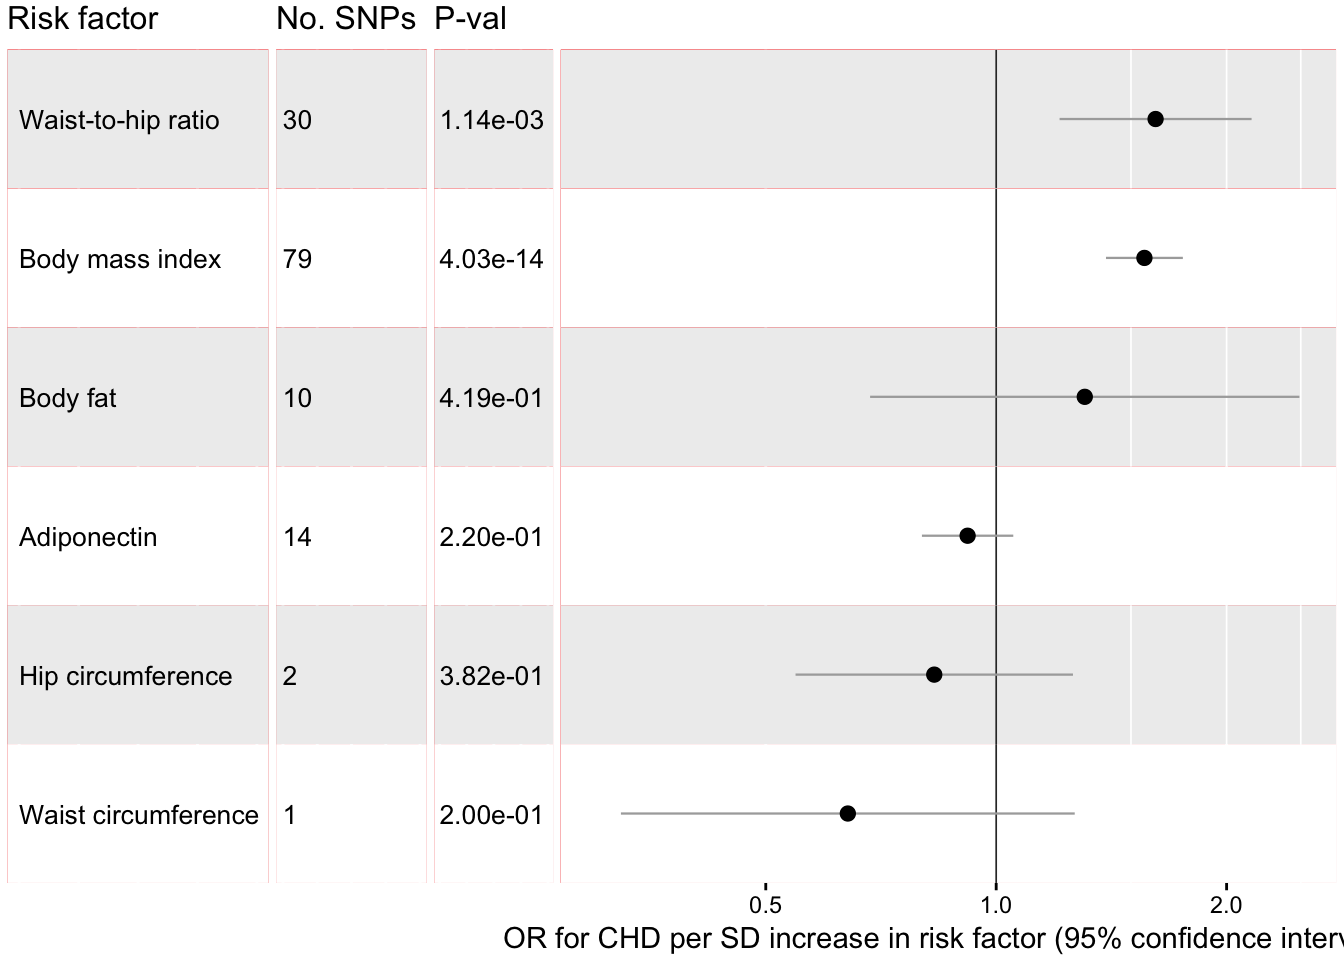 Risk factor No. SNPs P-val
Waist-to-hip ratio 30 1.14e-03
Body mass index 79 4.03e-14
Body fat 10 4.19e-01
Adiponectin 14 2.20e-01
Hip circumference 2 3.82e-01
Waist circumference 1 2.00e-01
0.5 1.0 2.0
OR for CHD per SD increase in risk factor (95% confidence interv